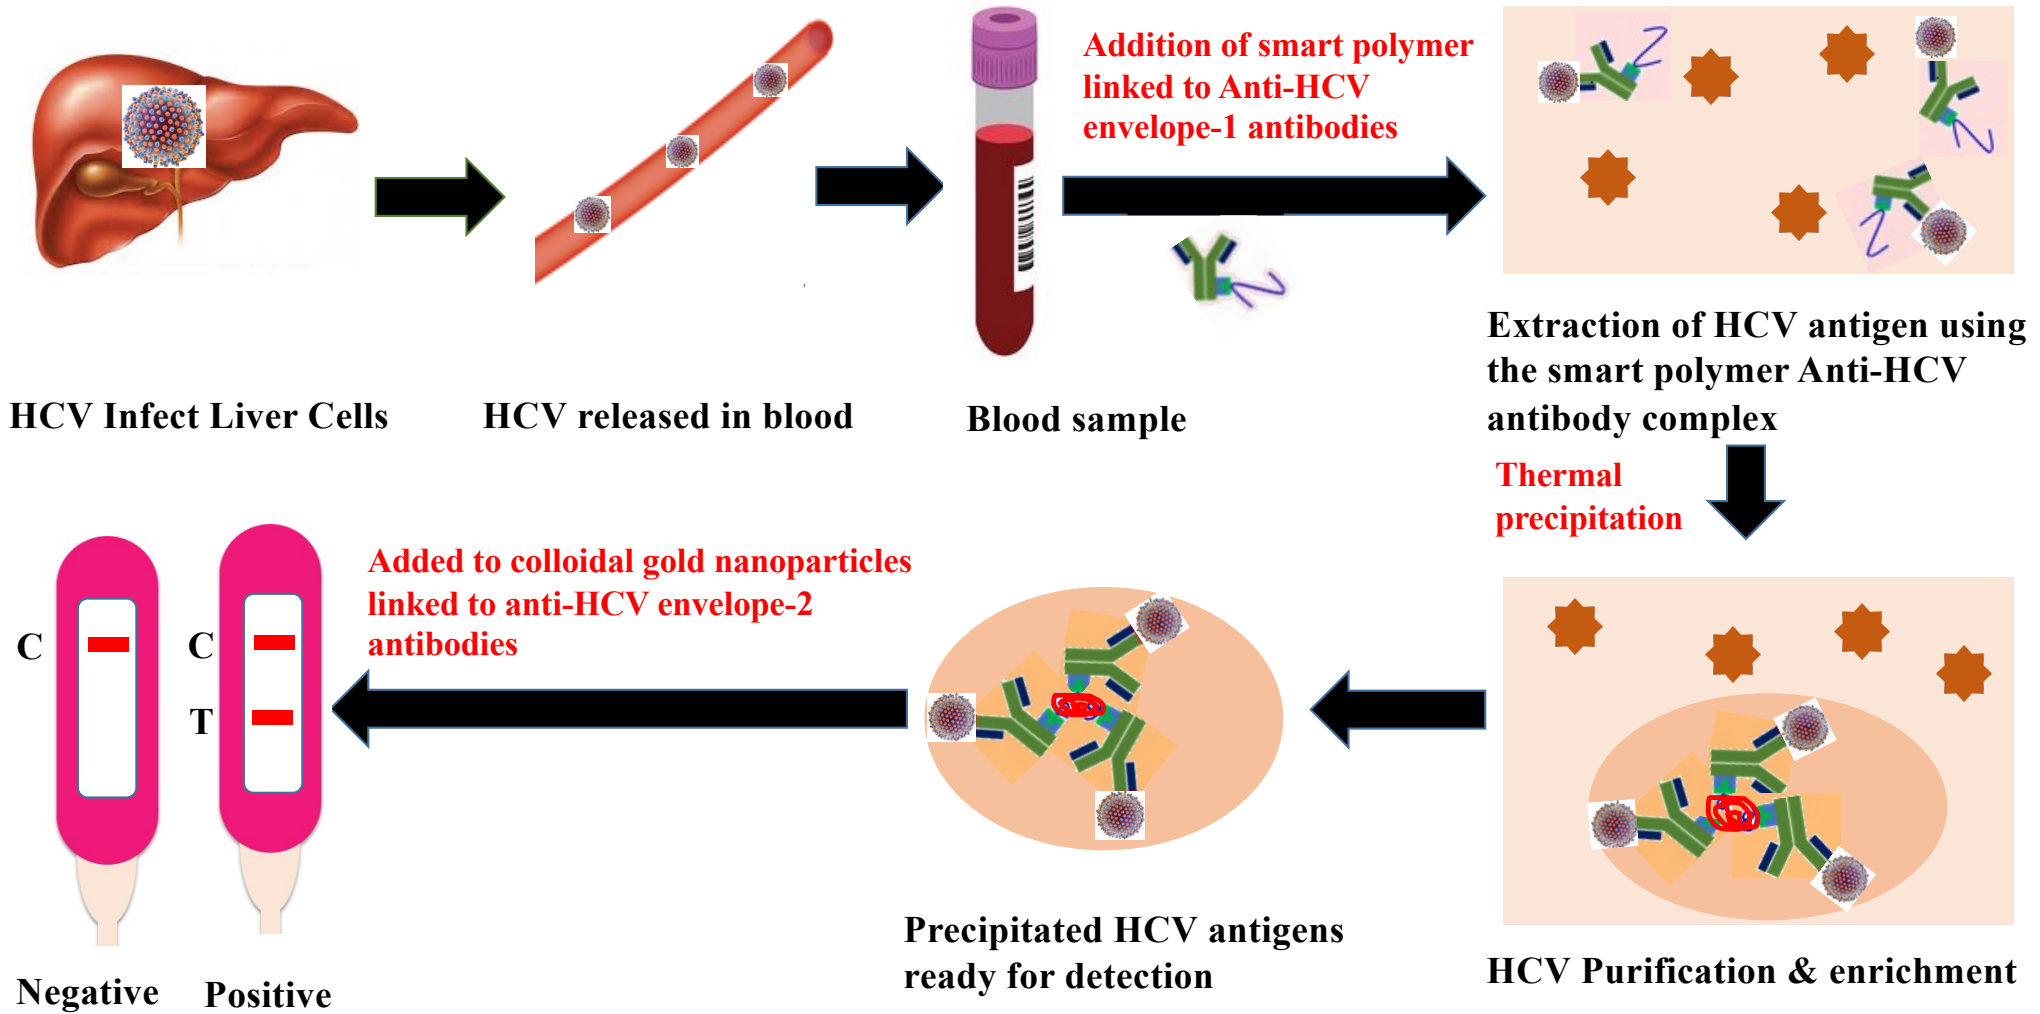 Addition of smart polymer
linked to Anti-HCV
envelope-1 antibodies
HCV Infect Liver Cells
HCV released in blood
Blood sample
Extraction of HCV antigen using
the smart polymer Anti-HCV
antibody complex
Thermal
precipitation
HCV Purification & enrichment
Precipitated HCV antigens
ready for detection
Added to colloidal gold nanoparticles
linked to anti-HCV envelope-2
antibodies
C
C
T
Negative
Positive